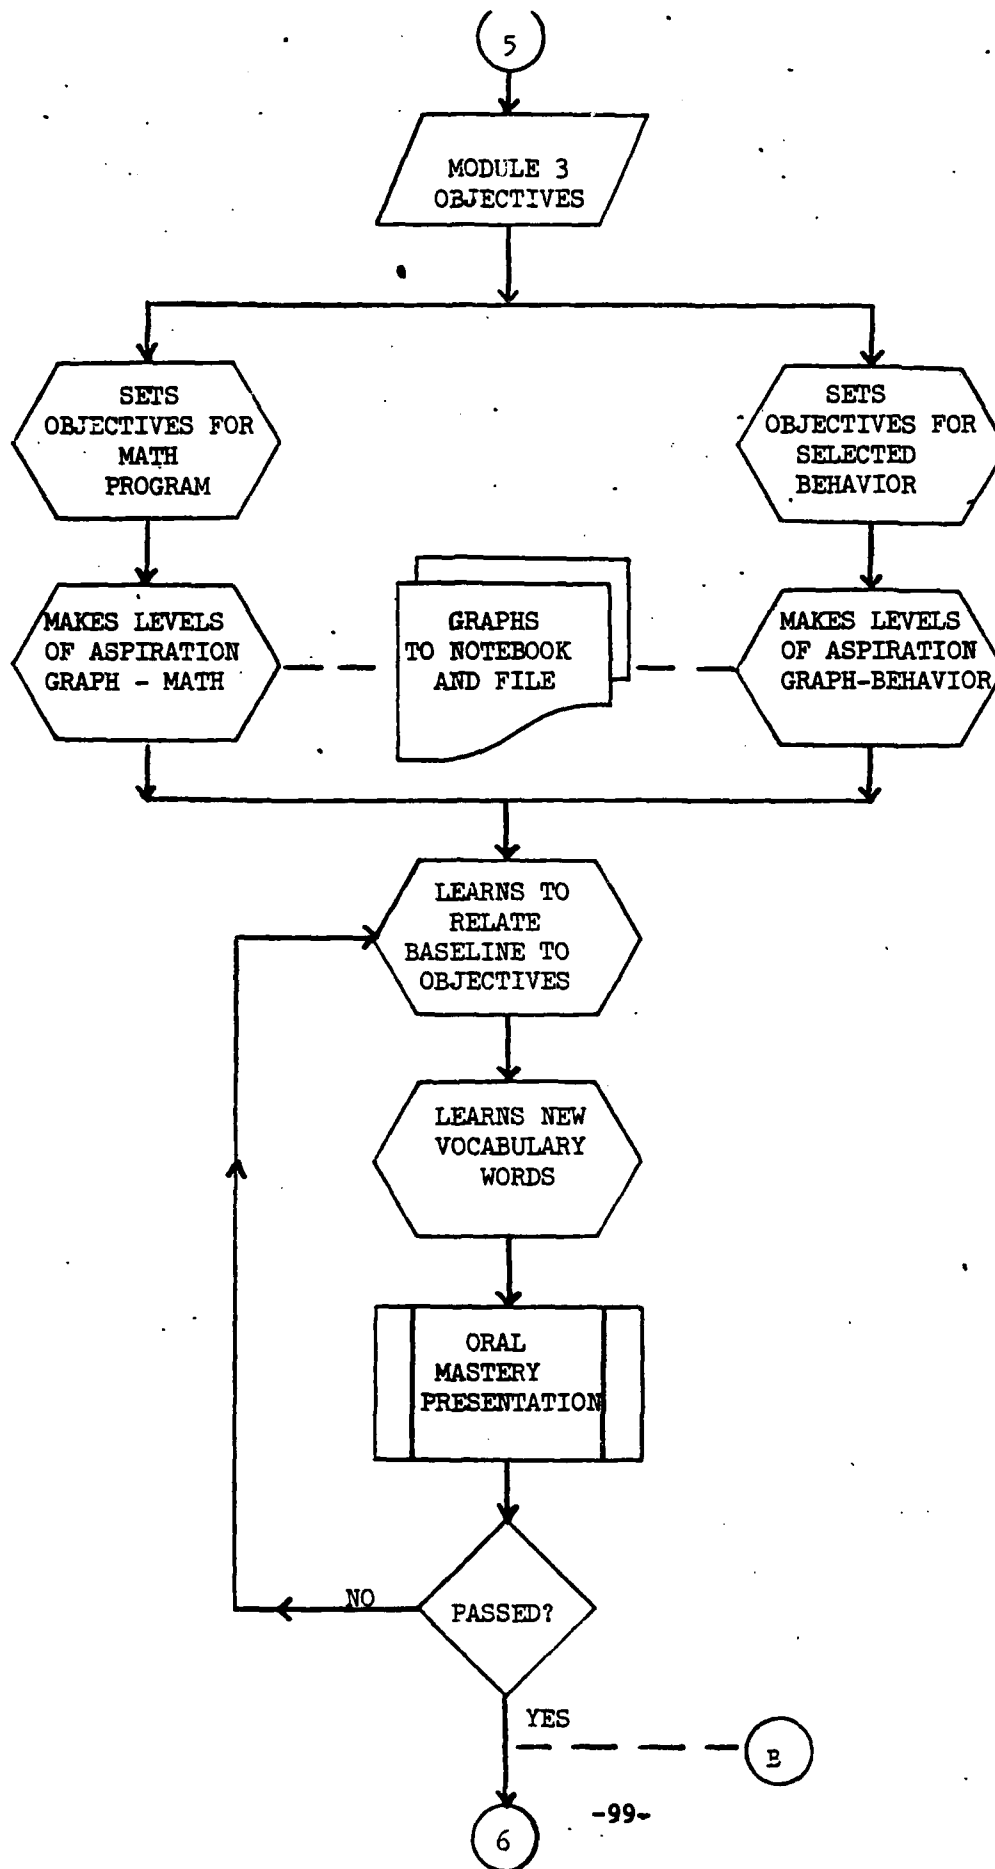 5
MODULE 3
OBJECTIVES
SETS
OBJECTIVES FOR
MATH
PROGRAM
SETS
OBJECTIVES FOR
SELECTED
BEHAVIOR
MAKES LEVELS
OF ASPIRATION
GRAPH - MATH
GRAPHS
TO NOTEBOOK
AND FILE
MAKES LEVELS
OF ASPIRATION
GRAPH-BEHAVIOR
LEARNS TO
RELATE
BASELINE TO
OBJECTIVES
LEARNS NEW
VOCABULARY
WORDS
ORAL
MASTERY
PRESENTATION
NO
PASSED?
YES
B
6
-99-